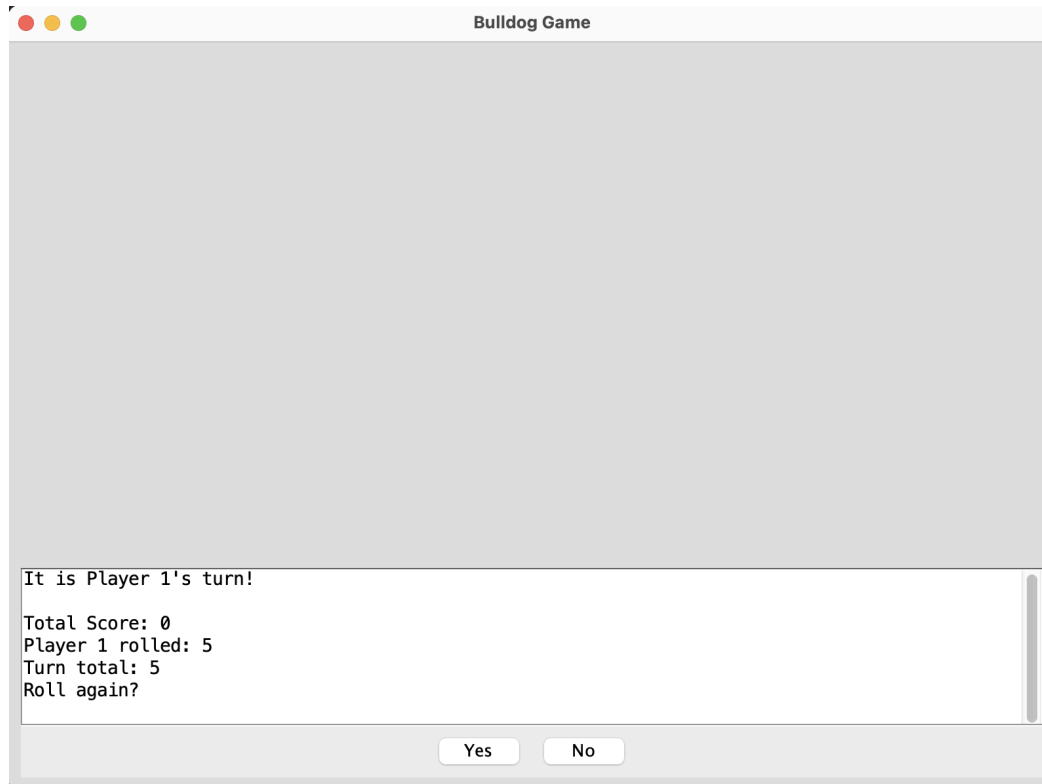 Bulldog Game
It is Player 1's turn!
Total Score: 0
Player 1 rolled: 5
Turn total: 5
Roll again?
Yes No